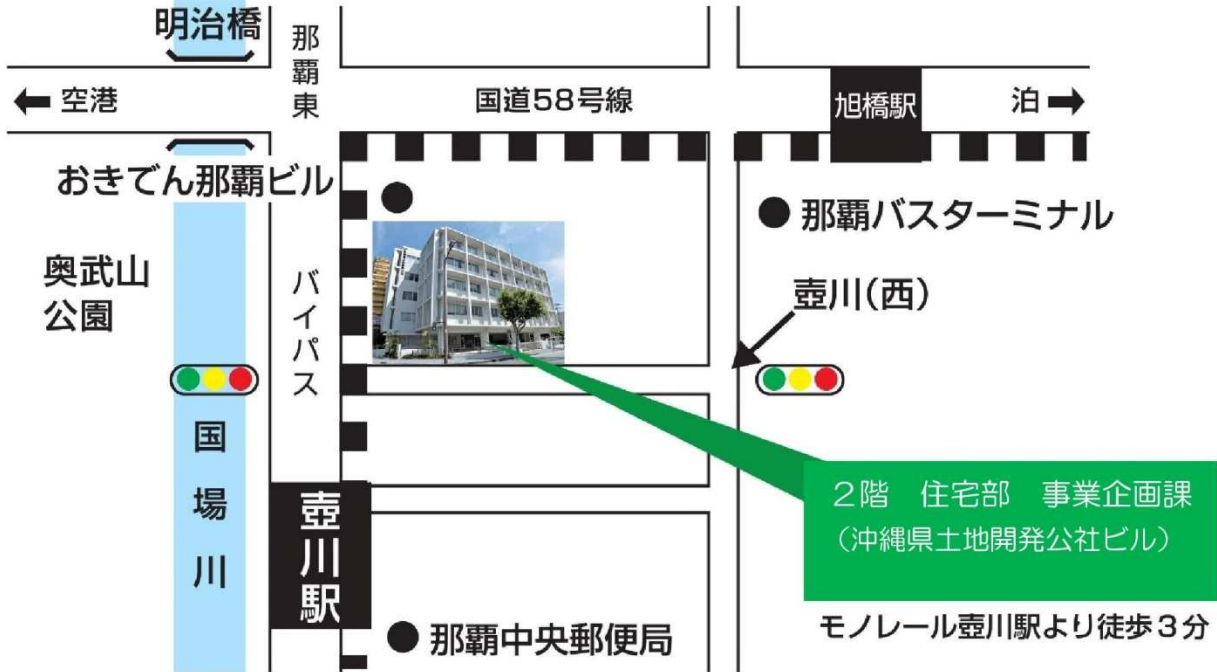 明治橋
那覇東
バイパス
← 空港
国道58号線
旭橋駅
泊 →
おきでん那覇ビル
● 那覇バスターミナル
奥武山
公園
壺川(西)
国場川
壺川駅
2階 住宅部 事業企画課
(沖縄県土地開発公社ビル)
モノレール壺川駅より徒歩3分
● 那覇中央郵便局